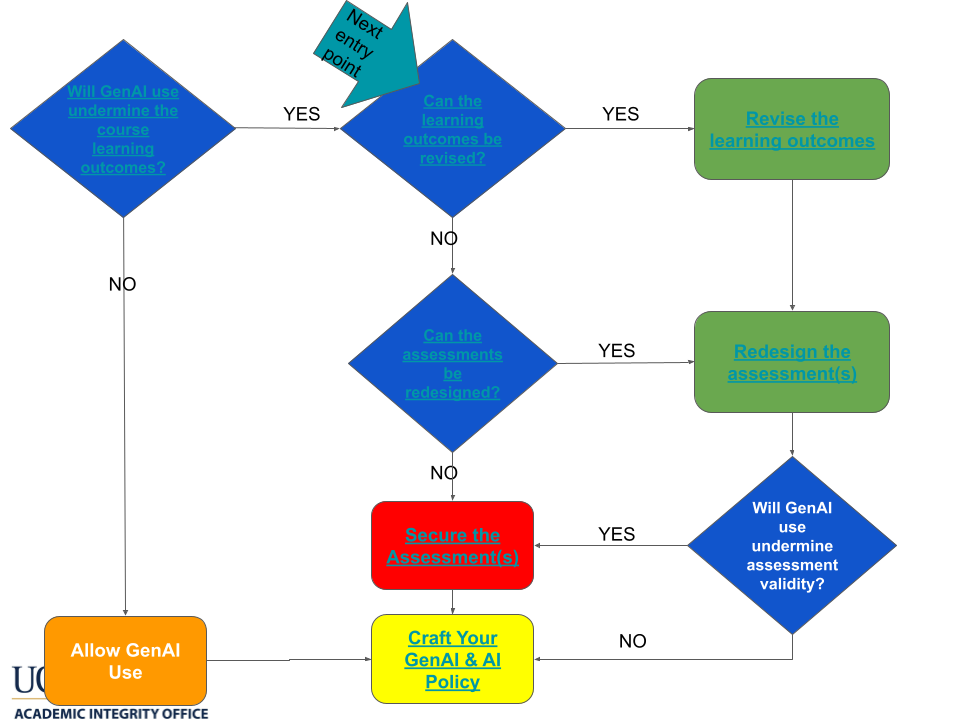 Next
entry
point
Will GenAI use
undermine the
course
learning
outcomes?
YES
Can the
learning
outcomes be
revised?
YES
Revise the
learning outcomes
NO
NO
Can the
assessments
be
redesigned?
YES
Redesign the
assessment(s)
NO
Secure the
Assessment(s)
YES
Will GenAI
use
undermine
assessment
validity?
Allow GenAI
Use
Craft Your
GenAI & AI
Policy
NO
ACADEMIC INTEGRITY OFFICE